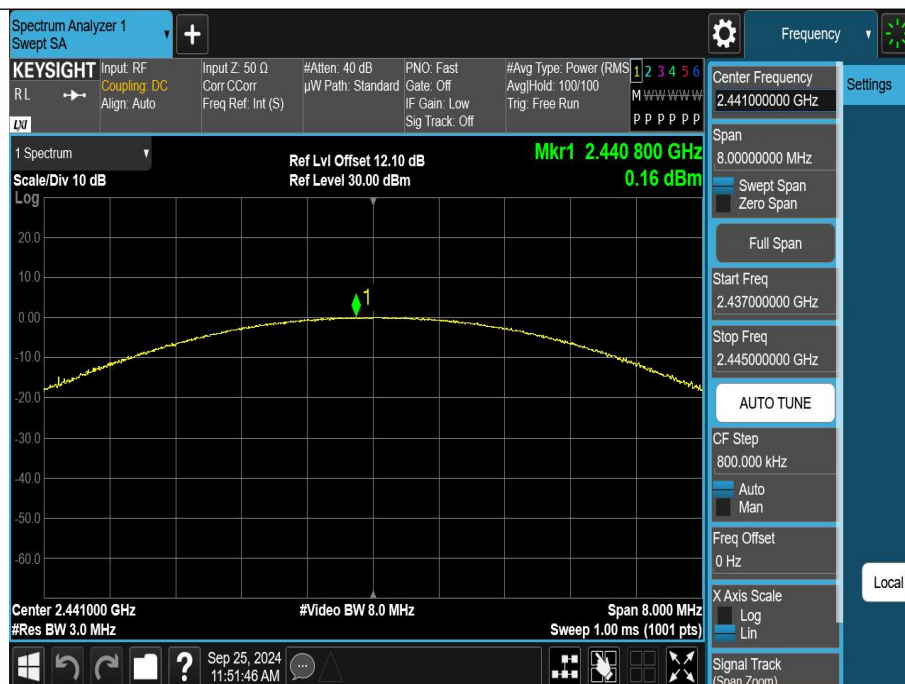 Spectrum Analyzer 1
Swept SA
+
Frequency
KEYSIGHT
RL
LXI
Input: RF
Coupling: DC
Align: Auto
Input Z: 50 Ω
Corr CCorr
Freq Ref: Int (S)
#Atten: 40 dB
µW Path: Standard
PNO: Fast
Gate: Off
IF Gain: Low
Sig Track: Off
#Avg Type: Power (RMS
Avg|Hold: 100/100
Trig: Free Run
1 2 3 4 5 6
M W W W W W
P P P P P P
1 Spectrum
Scale/Div 10 dB
Log
Ref Lvl Offset 12.10 dB
Ref Level 30.00 dBm
Mkr1 2.440 800 GHz
0.16 dBm
20.0
10.0
0.00
-10.0
-20.0
-30.0
-40.0
-50.0
-60.0
1
Center 2.441000 GHz
#Res BW 3.0 MHz
#Video BW 8.0 MHz
Span 8.000 MHz
Sweep 1.00 ms (1001 pts)
?
Sep 25, 2024
11:51:46 AM
Center Frequency
2.441000000 GHz
Span
8.00000000 MHz
Swept Span
Zero Span
Full Span
Start Freq
2.437000000 GHz
Stop Freq
2.445000000 GHz
AUTO TUNE
CF Step
800.000 kHz
Auto
Man
Freq Offset
0 Hz
X Axis Scale
Log
Lin
Signal Track
(Span Zoom)
Settings
Local